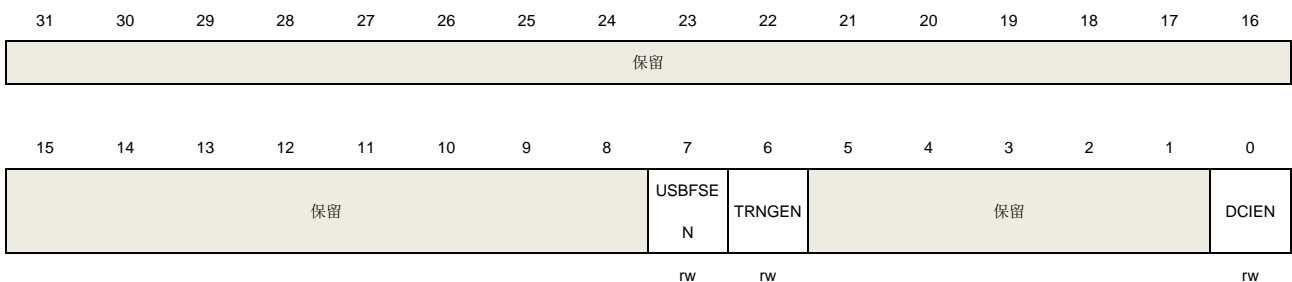 31 30 29 28 27 26 25 24 23 22 21 20 19 18 17 16
保留
15 14 13 12 11 10 9 8 7 6 5 4 3 2 1 0
保留 USBFSE
N TRNGEN 保留 DCIEN
rw rw rw